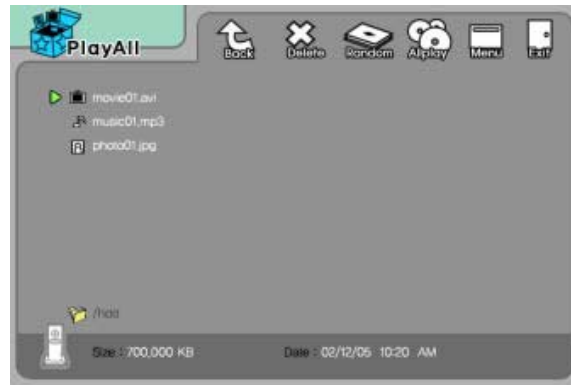 PlayAll
Back Delete Random Allplay Menu Exit
movie01.avi
music01.mp3
photo01.jpg
/hdd
Size : 700,000 KB Date : 02/12/05 10:20 AM